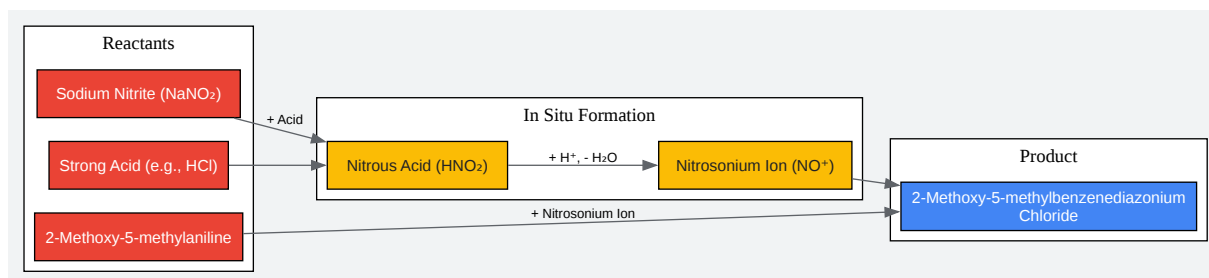 Reactants
Sodium Nitrite (NaNO₂)
+ Acid
Strong Acid (e.g., HCl)
2-Methoxy-5-methylaniline
In Situ Formation
Nitrous Acid (HNO₂)
+ H⁺, - H₂O
Nitrosonium Ion (NO⁺)
+ Nitrosonium Ion
Product
2-Methoxy-5-methylbenzenediazonium
Chloride